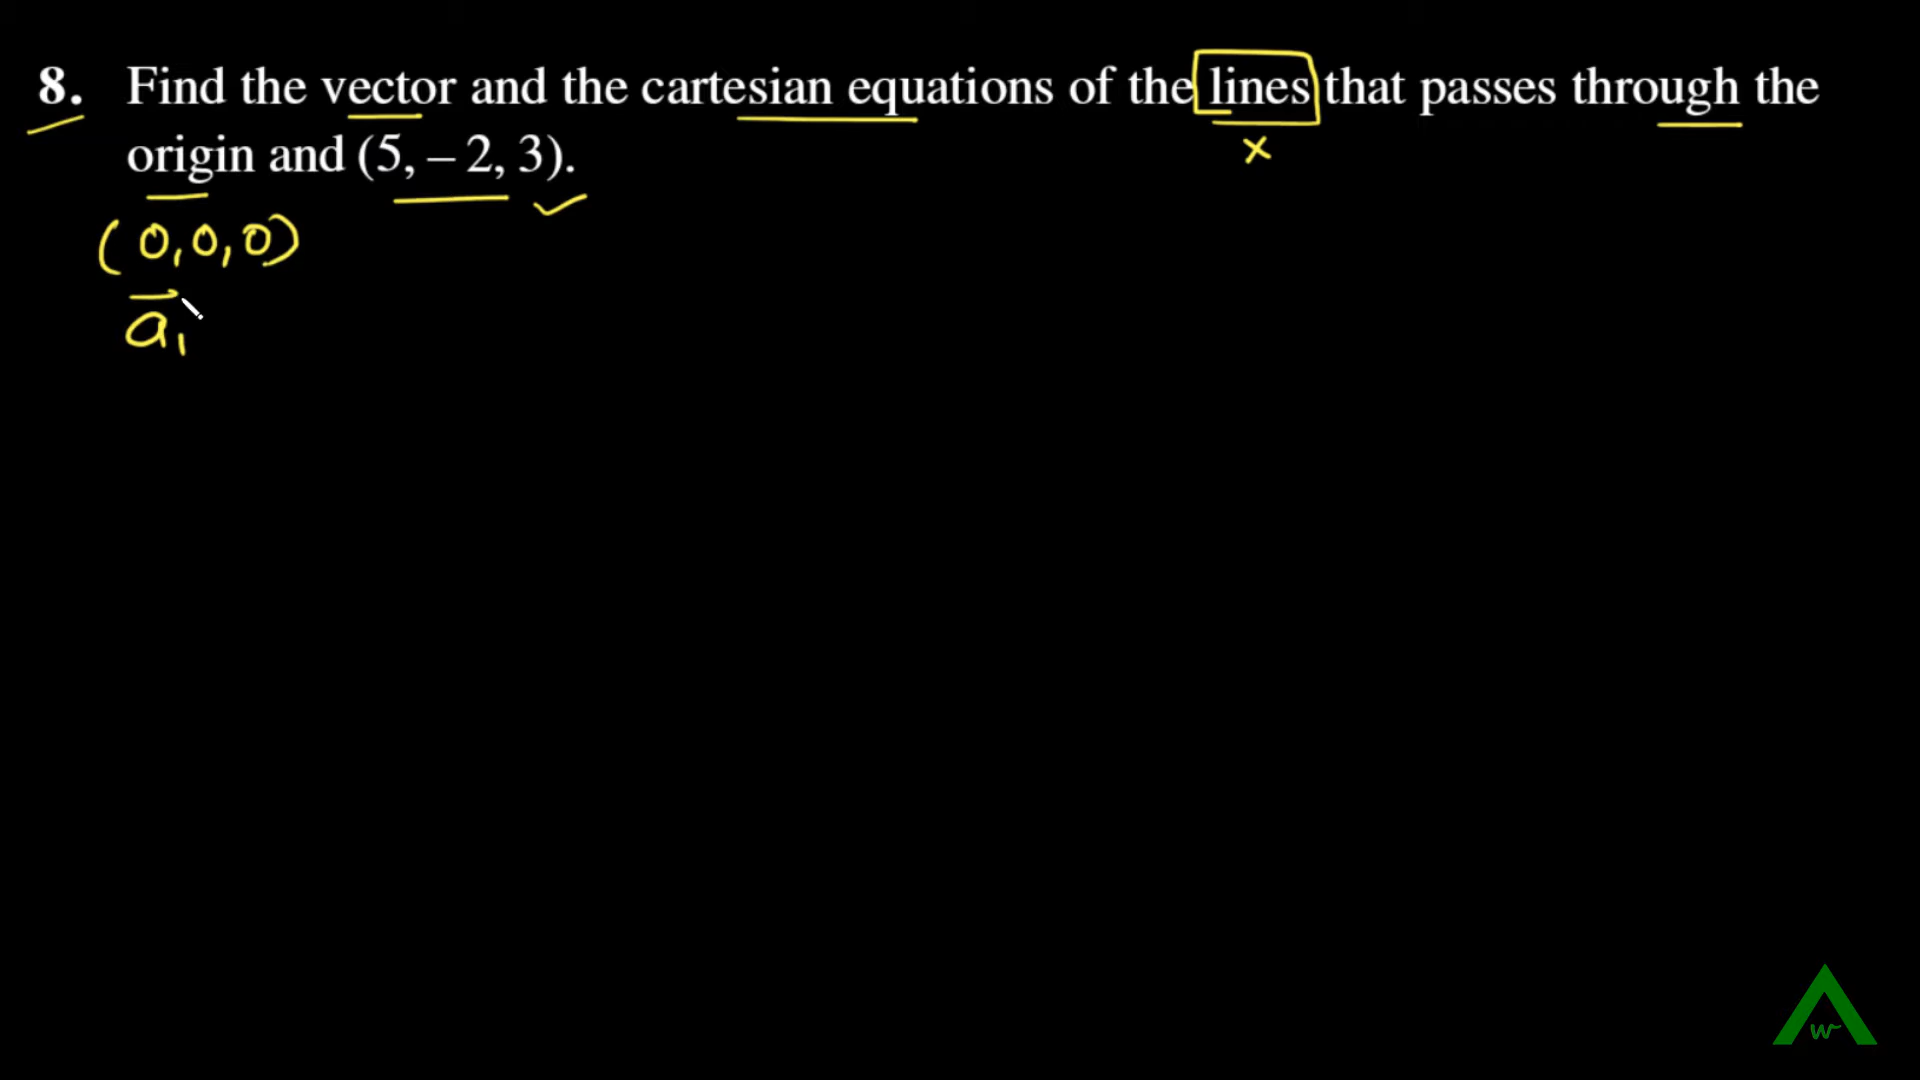 8. Find the vector and the cartesian equations of the lines that passes through the
x
origin and (5, – 2, 3).
(0,0,0)
a₁
w